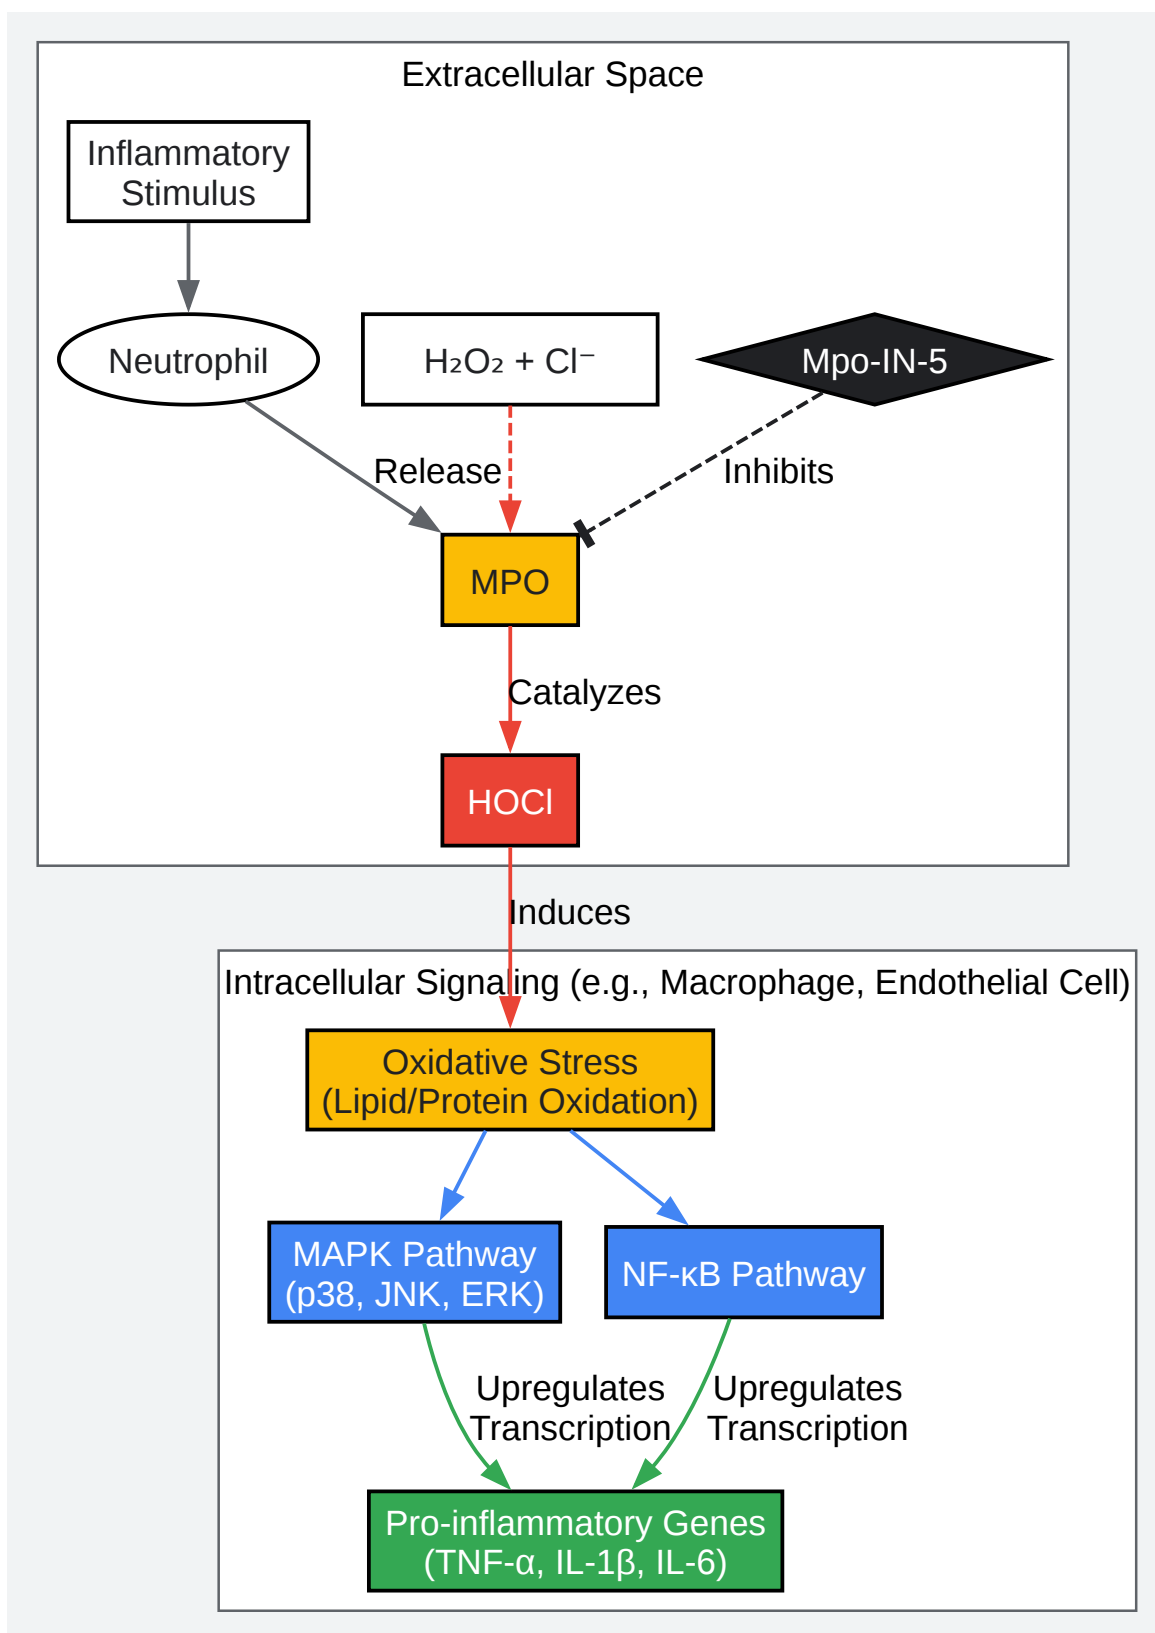 Extracellular Space
Inflammatory
Stimulus
Neutrophil
H₂O₂ + Cl⁻
Mpo-IN-5
Release
Inhibits
MPO
Catalyzes
HOCl
Induces
Intracellular Signaling (e.g., Macrophage, Endothelial Cell)
Oxidative Stress
(Lipid/Protein Oxidation)
MAPK Pathway
(p38, JNK, ERK)
NF-κB Pathway
Upregulates
Transcription
Upregulates
Transcription
Pro-inflammatory Genes
(TNF-α, IL-1β, IL-6)